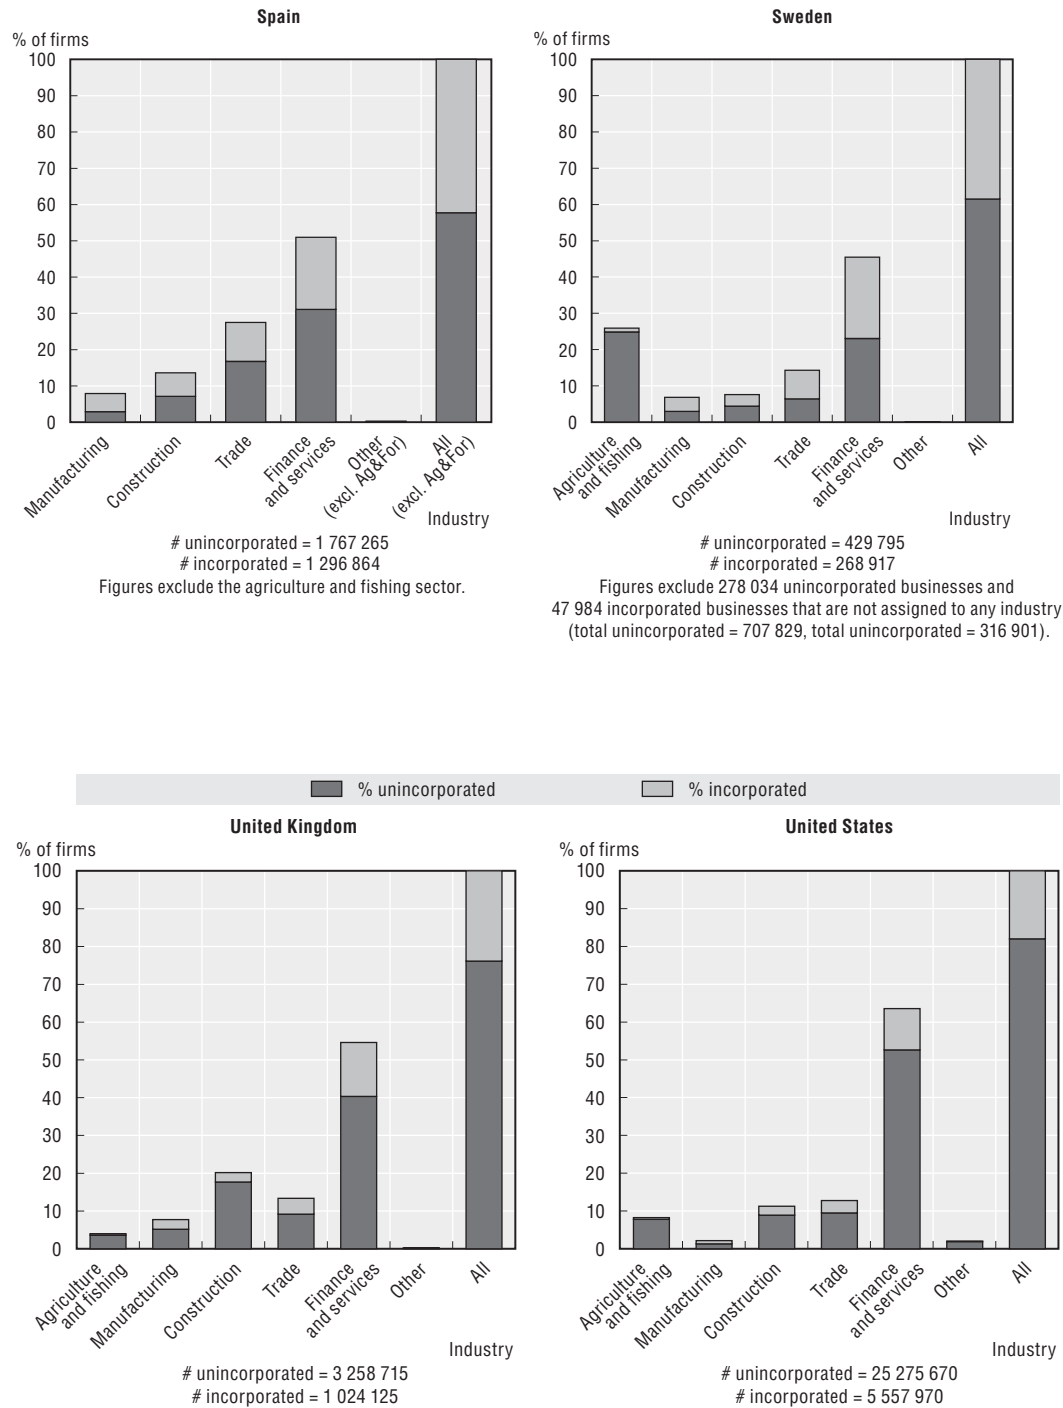 Spain
% of firms
100
90
80
70
60
50
40
30
20
10
0
Manufacturing
Construction
Trade
Finance
and services
Other
(excl. Ag&For)
All
(excl. Ag&For)
Industry
# unincorporated = 1 767 265
# incorporated = 1 296 864
Figures exclude the agriculture and fishing sector.
Sweden
% of firms
100
90
80
70
60
50
40
30
20
10
0
Agriculture
and fishing
Manufacturing
Construction
Trade
Finance
and services
Other
All
Industry
# unincorporated = 429 795
# incorporated = 268 917
Figures exclude 278 034 unincorporated businesses and
47 984 incorporated businesses that are not assigned to any industry
(total unincorporated = 707 829, total unincorporated = 316 901).
% unincorporated
% incorporated
United Kingdom
% of firms
100
90
80
70
60
50
40
30
20
10
0
Agriculture
and fishing
Manufacturing
Construction
Trade
Finance
and services
Other
All
Industry
# unincorporated = 3 258 715
# incorporated = 1 024 125
United States
% of firms
100
90
80
70
60
50
40
30
20
10
0
Agriculture
and fishing
Manufacturing
Construction
Trade
Finance
and services
Other
All
Industry
# unincorporated = 25 275 670
# incorporated = 5 557 970